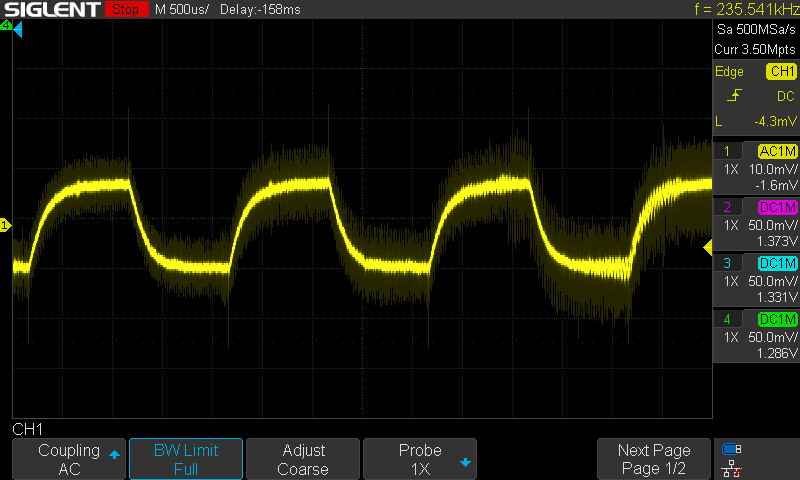 SIGLENT Stop M 500us/ Delay:-158ms f = 235.541kHz
Sa 500MSa/s
Curr 3.50Mpts
Edge CH1
DC
L -4.3mV
1 AC1M
1X 10.0mV/
-1.6mV
2 DC1M
1X 50.0mV/
1.373V
3 DC1M
1X 50.0mV/
1.331V
4 DC1M
1X 50.0mV/
1.286V
4
1
CH1
Coupling
AC
BW Limit
Full
Adjust
Coarse
Probe
1X
Next Page
Page 1/2